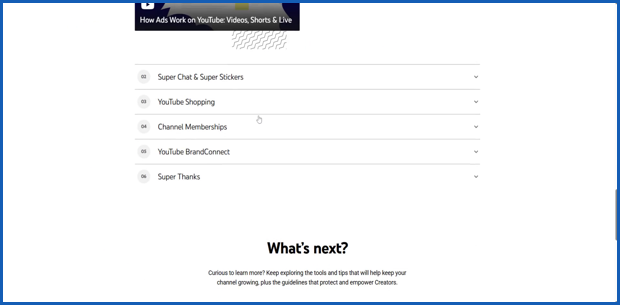 How Ads Work on YouTube: Videos, Shorts & Live
02 Super Chat & Super Stickers
03 YouTube Shopping
04 Channel Memberships
05 YouTube BrandConnect
06 Super Thanks
What's next?
Curious to learn more? Keep exploring the tools and tips that will help keep your
channel growing, plus the guidelines that protect and empower Creators.